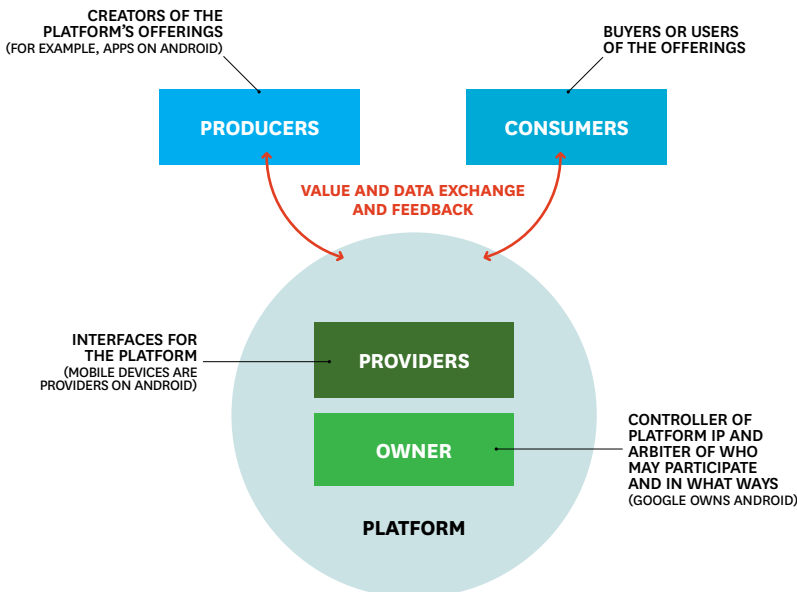 CREATORS OF THE
PLATFORM'S OFFERINGS
(FOR EXAMPLE, APPS ON ANDROID)
BUYERS OR USERS
OF THE OFFERINGS
PRODUCERS
CONSUMERS
VALUE AND DATA EXCHANGE
AND FEEDBACK
INTERFACES FOR
THE PLATFORM
(MOBILE DEVICES ARE
PROVIDERS ON ANDROID)
PROVIDERS
OWNER
CONTROLLER OF
PLATFORM IP AND
ARBITER OF WHO
MAY PARTICIPATE
AND IN WHAT WAYS
(GOOGLE OWNS ANDROID)
PLATFORM